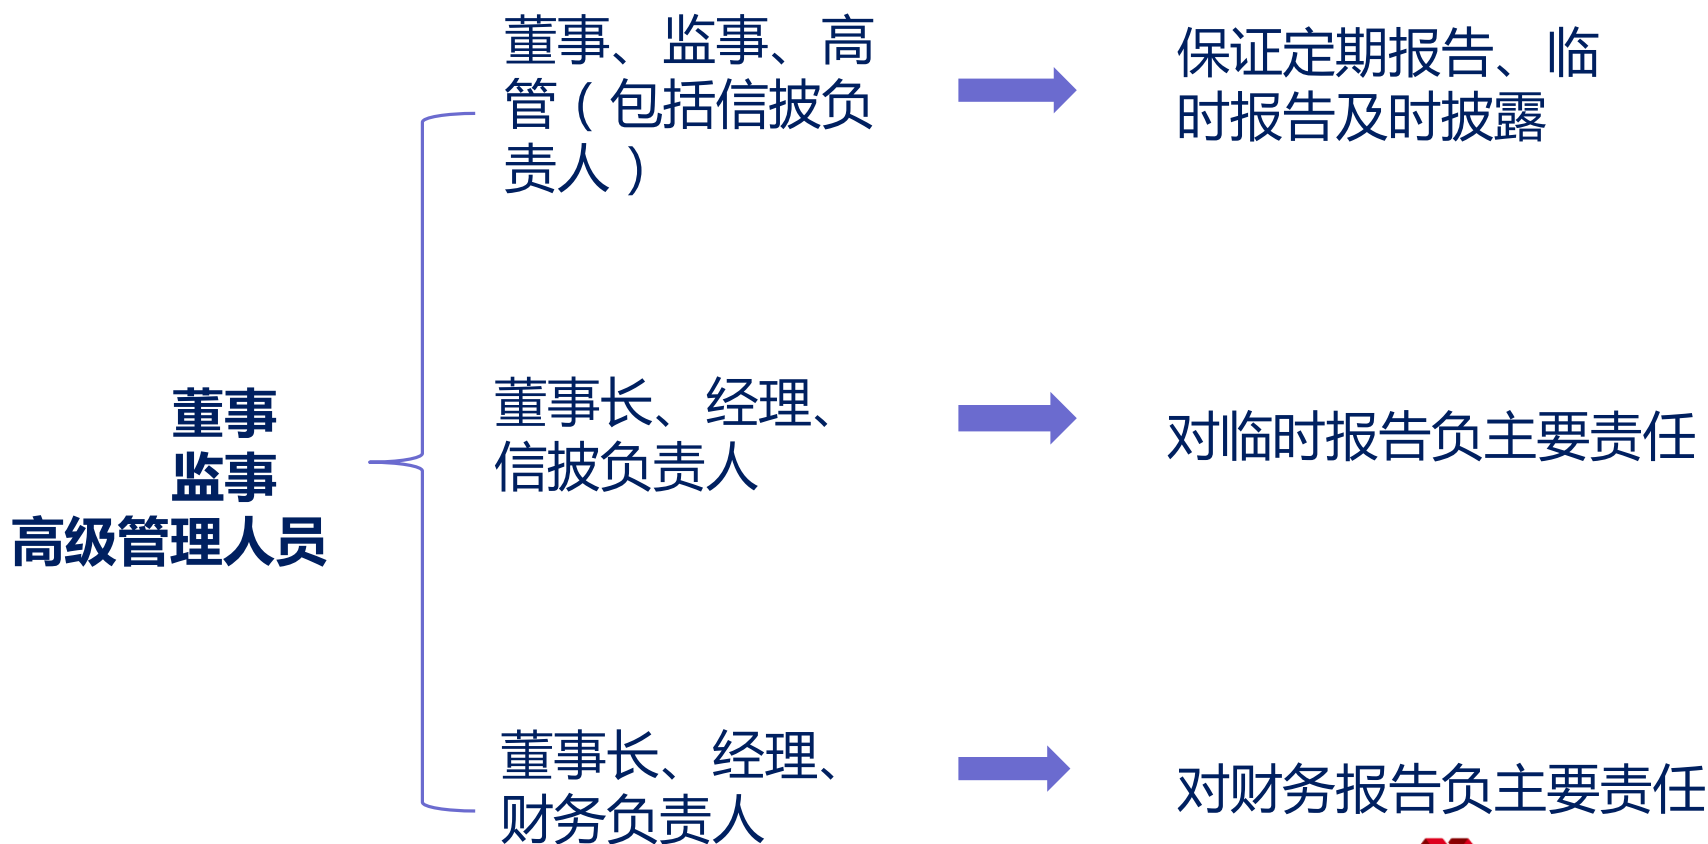 董事
监事
高级管理人员
董事、监事、高
管（包括信披负
责人）
保证定期报告、临
时报告及时披露
董事长、经理、
信披负责人
对临时报告负主要责任
董事长、经理、
财务负责人
对财务报告负主要责任